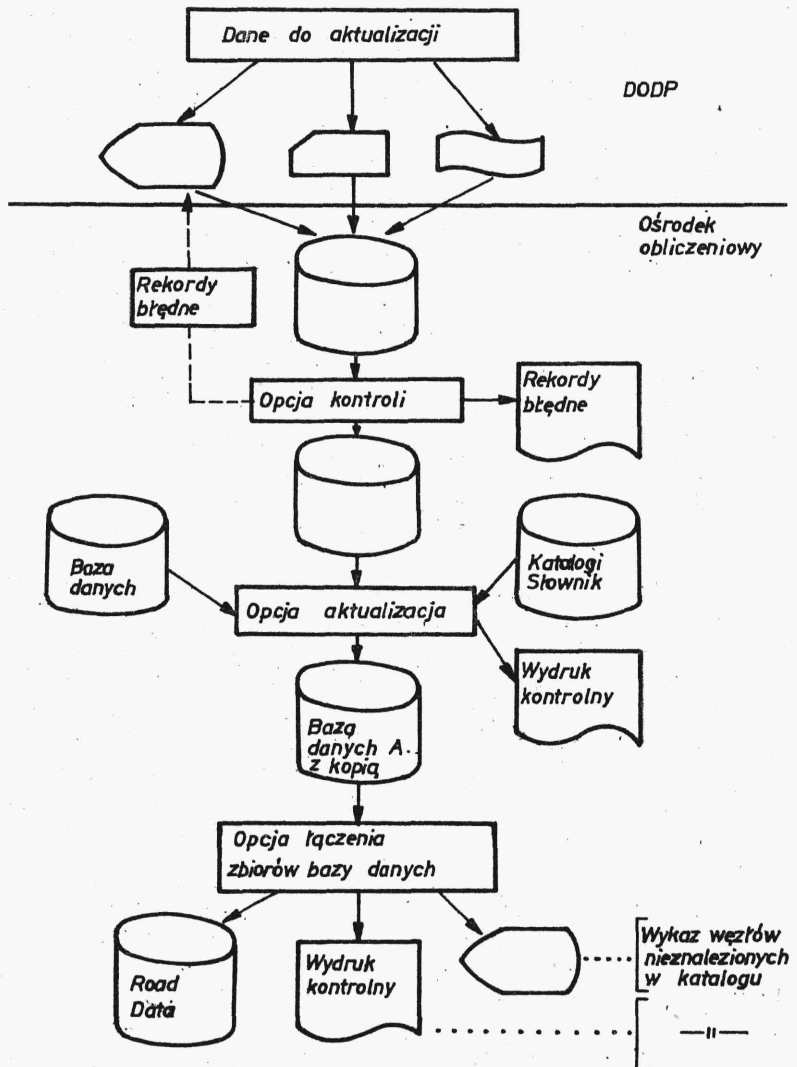 Dane do aktualizacji
DODP
Ośrodek
obliczeniowy
Rekordy
błędne
Opcja kontroli
Rekordy
błędne
Baza
danych
Katalogi
Słownik
Opcja aktualizacja
Wydruk
kontrolny
Bazą
danych A.
z kopią
Opcja łączenia
zbiorów bazy danych
Road
Data
Wydruk
kontrolny
Wykaz węzłów
nieznalezionych
w katalogu
—"—